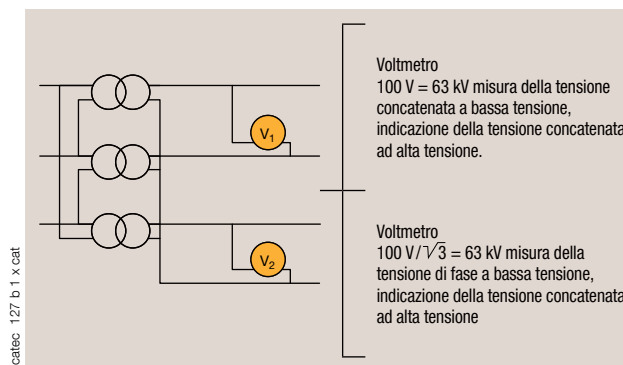 Voltmetro
100 V = 63 kV misura della tensione
concatenata a bassa tensione,
indicazione della tensione concatenata
ad alta tensione.
V1
Voltmetro
100 V/√3 = 63 kV misura della
tensione di fase a bassa tensione,
indicazione della tensione concatenata
ad alta tensione
V2
catec 127 b 1 x cat